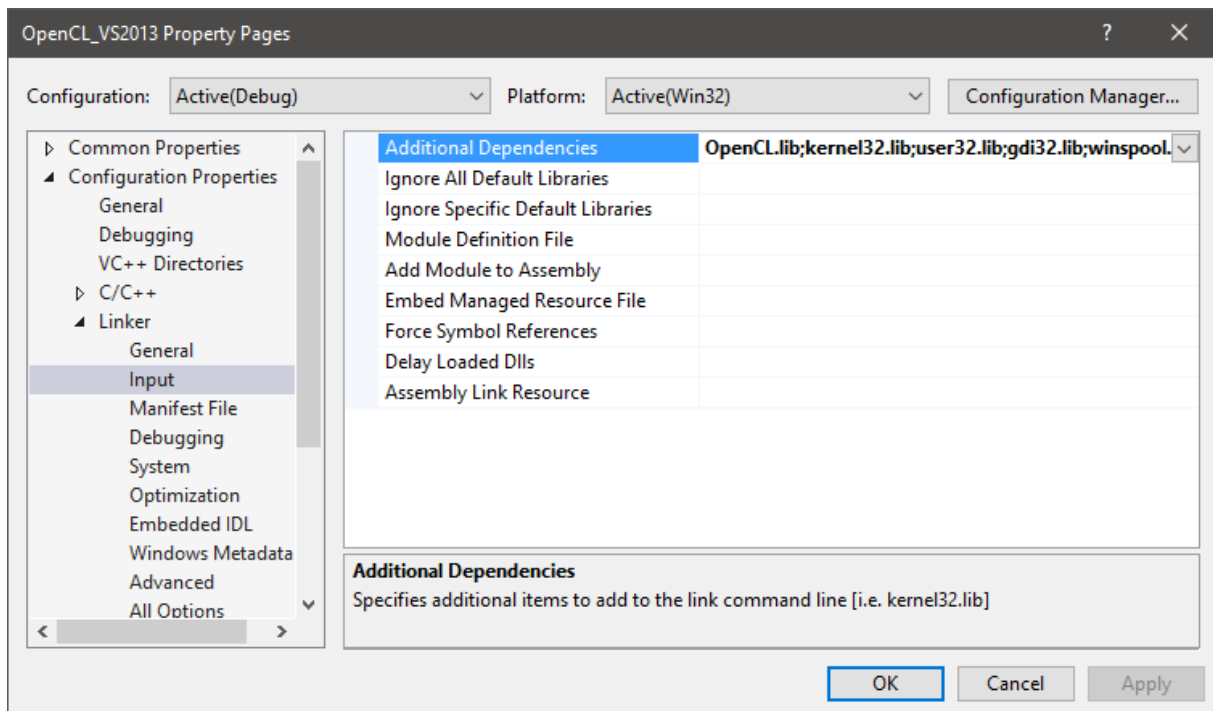 OpenCL_VS2013 Property Pages ? ×
Configuration: Active(Debug) Platform: Active(Win32) Configuration Manager...
Common Properties
Configuration Properties
General
Debugging
VC++ Directories
C/C++
Linker
General
Input
Manifest File
Debugging
System
Optimization
Embedded IDL
Windows Metadata
Advanced
All Options
Additional Dependencies OpenCL.lib;kernel32.lib;user32.lib;gdi32.lib;winspool.
Ignore All Default Libraries
Ignore Specific Default Libraries
Module Definition File
Add Module to Assembly
Embed Managed Resource File
Force Symbol References
Delay Loaded Dlls
Assembly Link Resource
Additional Dependencies
Specifies additional items to add to the link command line [i.e. kernel32.lib]
OK Cancel Apply